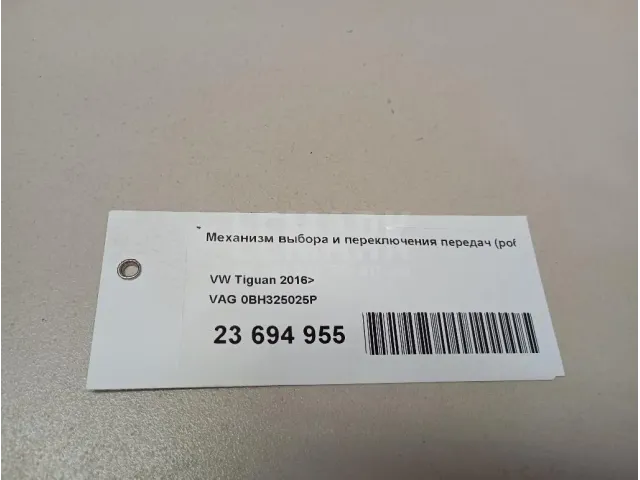 Механизм выбора и переключения передач (роб
VW Tiguan 2016>
VAG 0BH325025P
23 694 955